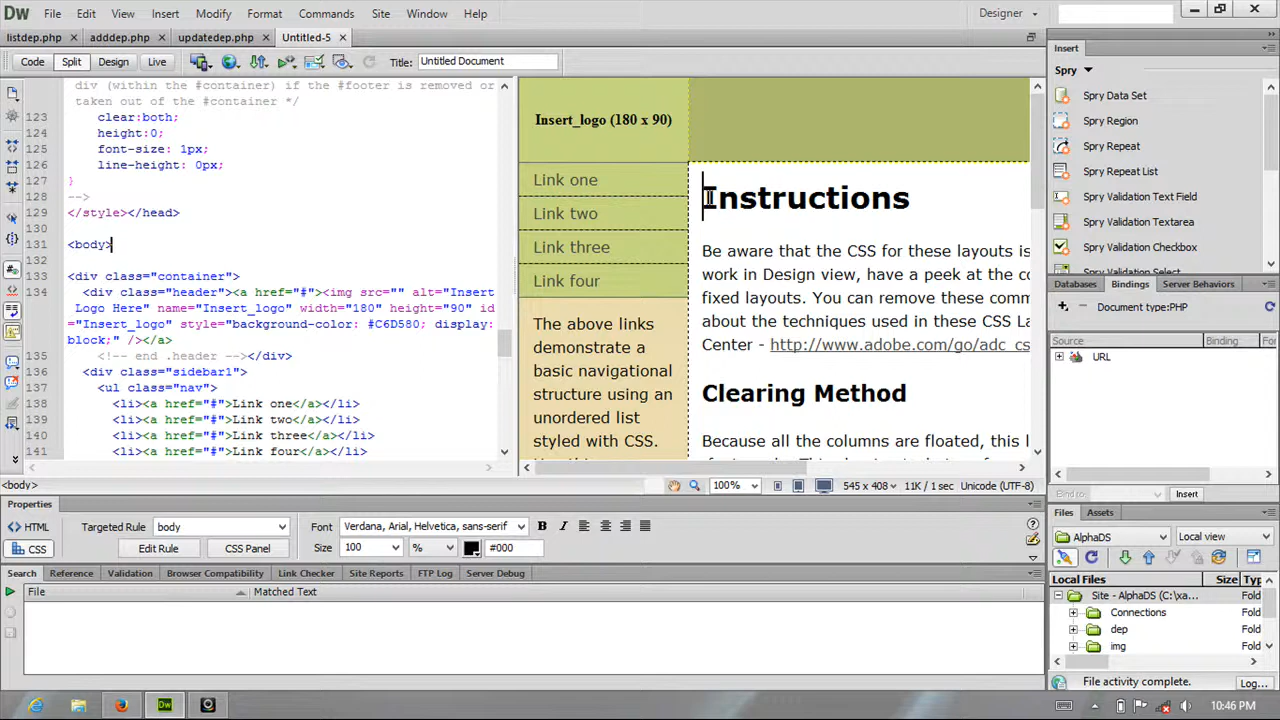 Dw File Edit View Insert Modify Format Commands Site Window Help Designer
listdep.php × adddep.php × updatedep.php × Untitled-5 ×
Code Split Design Live Title: Untitled Document
div (within the #container) if the #footer is removed or
taken out of the #container */
123 clear:both;
124 height:0;
125 font-size: 1px;
126 line-height: 0px;
127 }
128 -->
129 </style></head>
130
131 <body>
132
133 <div class="container">
134 <div class="header"><a href="#"><img src="" alt="Insert
Logo Here" name="Insert_logo" width="180" height="90" id
="Insert_logo" style="background-color: #C6D580; display:
block;" /></a>
135 <!-- end .header --></div>
136 <div class="sidebar1">
137 <ul class="nav">
138 <li><a href="#">Link one</a></li>
139 <li><a href="#">Link two</a></li>
140 <li><a href="#">Link three</a></li>
141 <li><a href="#">Link four</a></li>
Insert_logo (180 x 90)
Link one
Link two
Link three
Link four
The above links
demonstrate a
basic navigational
structure using an
unordered list
styled with CSS.
Instructions
Be aware that the CSS for these layouts is
work in Design view, have a peek at the co
fixed layouts. You can remove these comm
about the techniques used in these CSS La
Center - http://www.adobe.com/go/adc_cs
Clearing Method
Because all the columns are floated, this l
<body> 100% 545 x 408 11K / 1 sec Unicode (UTF-8)
Properties
HTML Targeted Rule body Font Verdana, Arial, Helvetica, sans-serif B I
CSS Edit Rule CSS Panel Size 100 % #000
Search Reference Validation Browser Compatibility Link Checker Site Reports FTP Log Server Debug
File Matched Text
Insert
Spry
Spry Data Set
Spry Region
Spry Repeat
Spry Repeat List
Spry Validation Text Field
Spry Validation Textarea
Spry Validation Checkbox
Spry Validation Select
Databases Bindings Server Behaviors
Document type:PHP
Source Binding For
URL
Bind to: Insert
Files Assets
AlphaDS Local view
Local Files Size Typ
Site - AlphaDS (C:\xa... Fold
Connections Fold
dep Fold
img Fold
File activity complete. Log...
Dw 10:46 PM